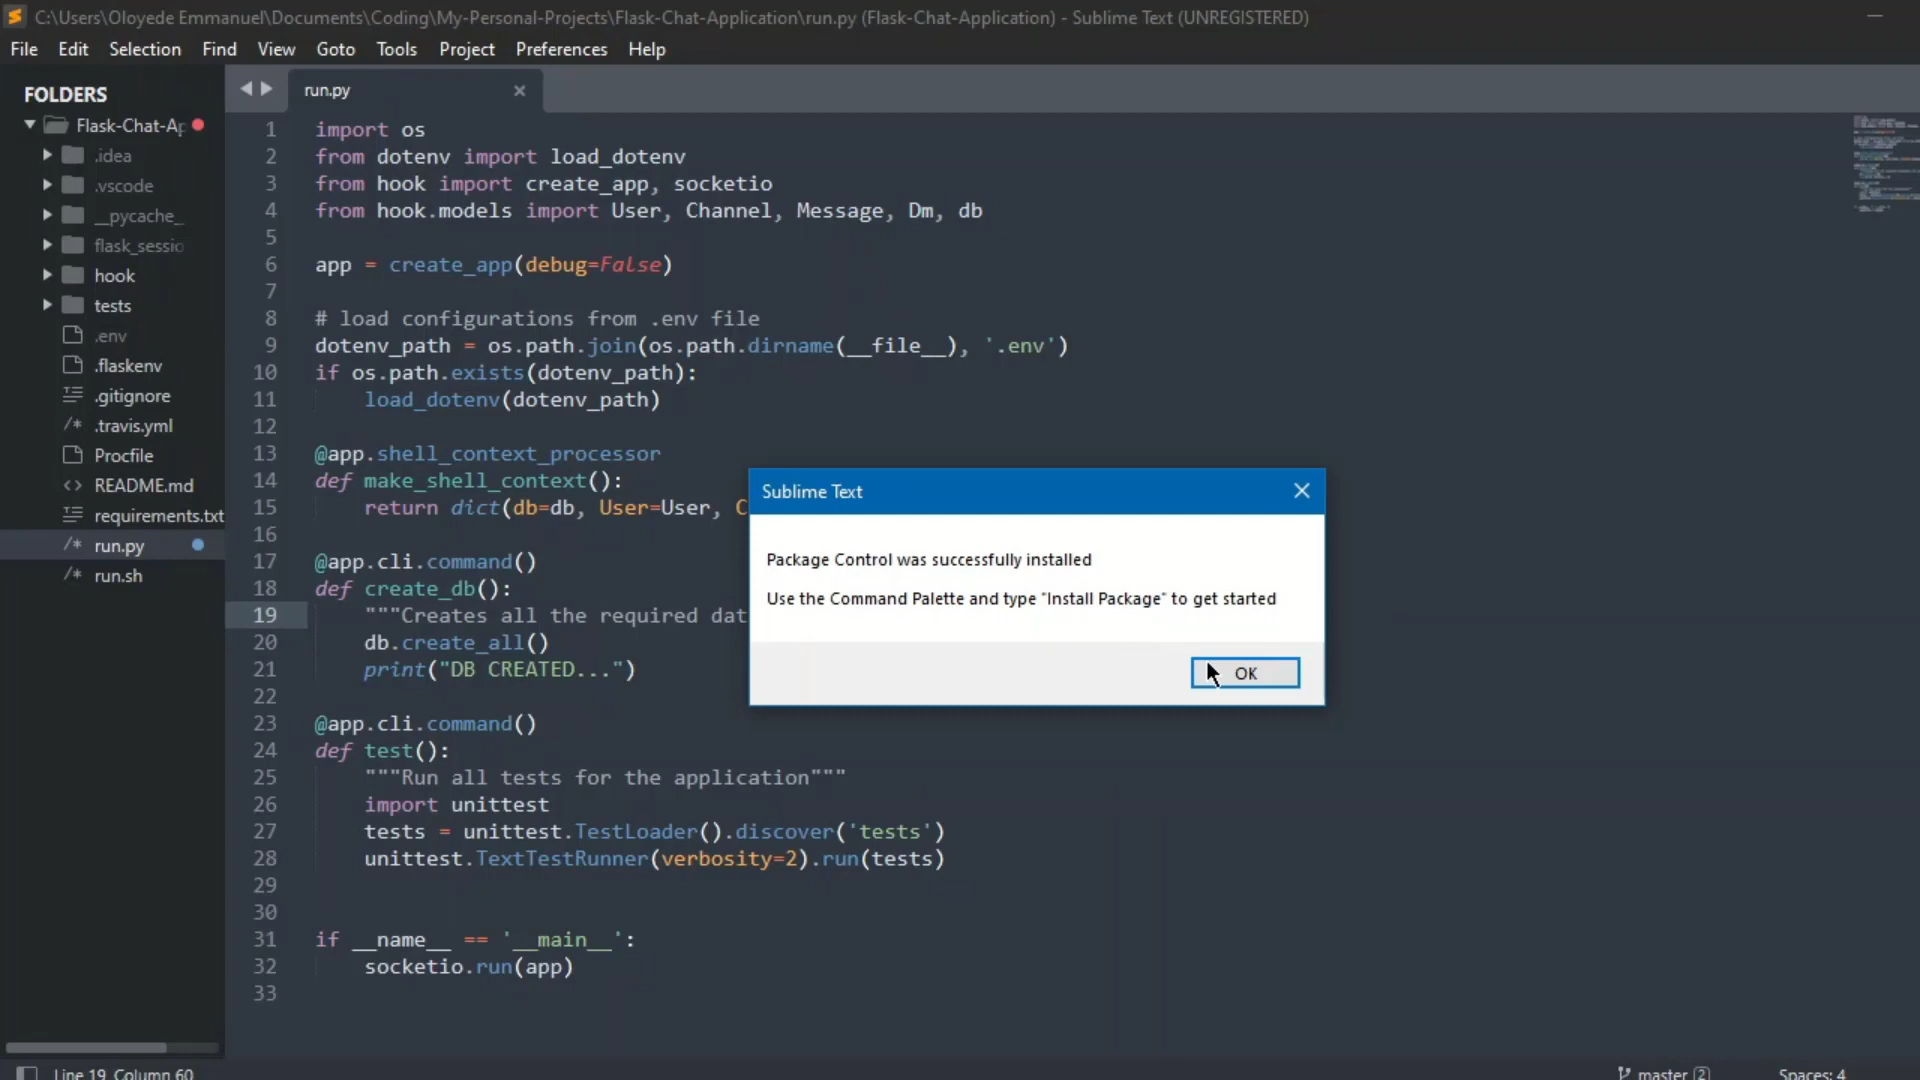 C:\Users\Oloyede Emmanuel\Documents\Coding\My-Personal-Projects\Flask-Chat-Application\run.py (Flask-Chat-Application) - Sublime Text (UNREGISTERED)
File Edit Selection Find View Goto Tools Project Preferences Help
FOLDERS
Flask-Chat-Ap
.idea
.vscode
__pycache_
flask_sessio
hook
tests
.env
.flaskenv
.gitignore
.travis.yml
Procfile
README.md
requirements.txt
run.py
run.sh
run.py
1 import os
2 from dotenv import load_dotenv
3 from hook import create_app, socketio
4 from hook.models import User, Channel, Message, Dm, db
5
6 app = create_app(debug=False)
7
8 # load configurations from .env file
9 dotenv_path = os.path.join(os.path.dirname(__file__), '.env')
10 if os.path.exists(dotenv_path):
11 load_dotenv(dotenv_path)
12
13 @app.shell_context_processor
14 def make_shell_context():
15 return dict(db=db, User=User, C
16
17 @app.cli.command()
18 def create_db():
19 """Creates all the required dat
20 db.create_all()
21 print("DB CREATED...")
22
23 @app.cli.command()
24 def test():
25 """Run all tests for the application"""
26 import unittest
27 tests = unittest.TestLoader().discover('tests')
28 unittest.TextTestRunner(verbosity=2).run(tests)
29
30
31 if __name__ == '__main__':
32 socketio.run(app)
33
Sublime Text
Package Control was successfully installed
Use the Command Palette and type "Install Package" to get started
OK
Line 19, Column 60
master 2
Spaces: 4